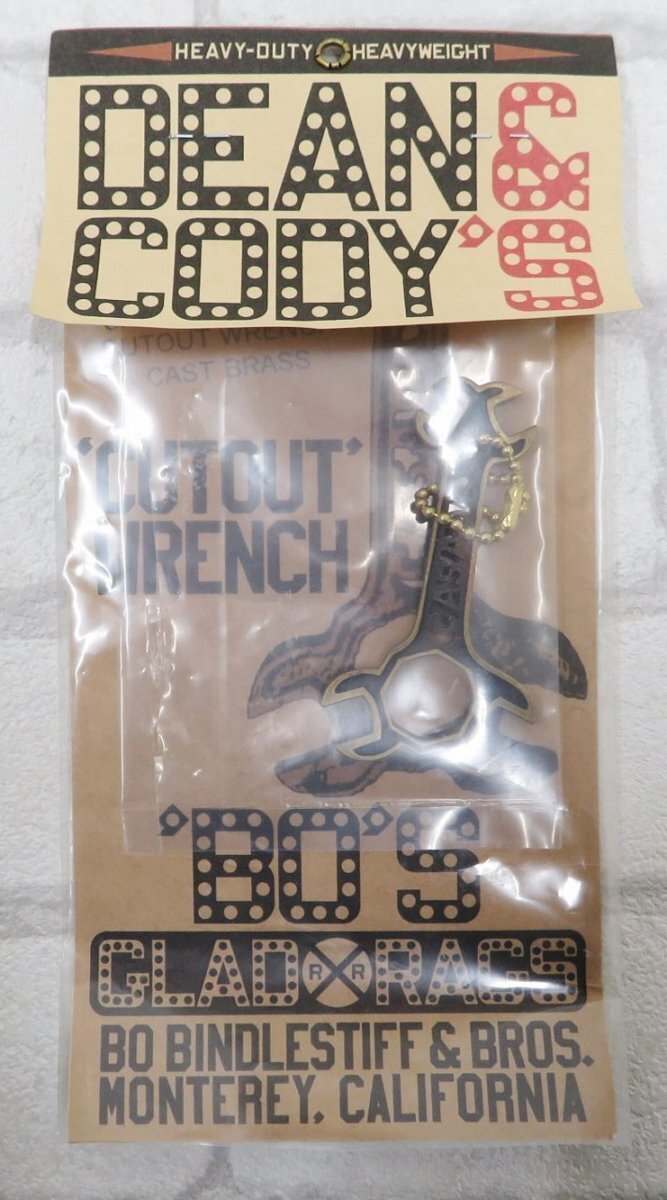 HEAVY-DUTY HEAVYWEIGHT
DEAN &
CODY'S
CUTOUT WRENCH
CAST BRASS
'CUTOUT'
WRENCH
'BO'S
GLAD RXR RAGS
BO BINDLESTIFF & BROS.
MONTEREY, CALIFORNIA